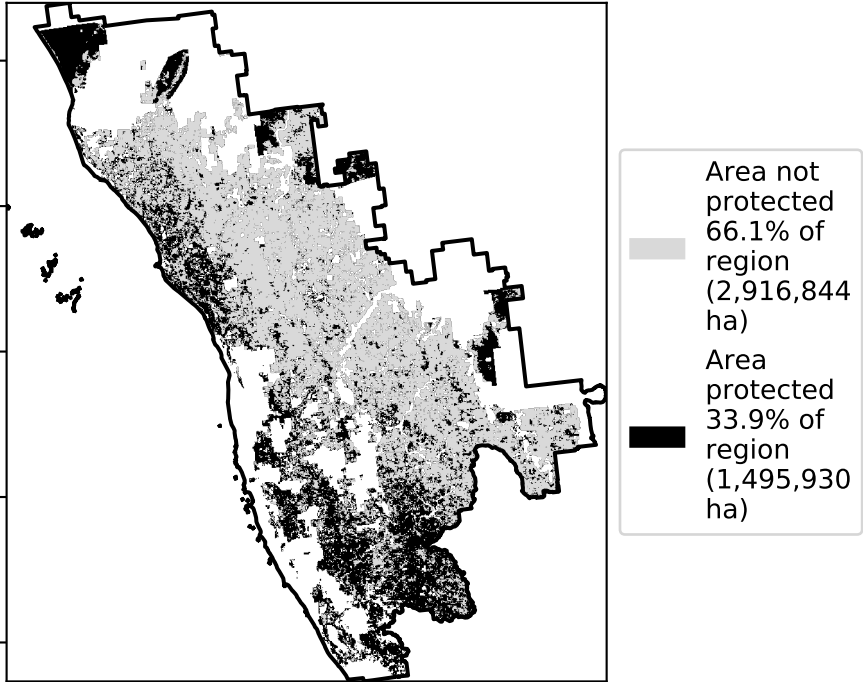 Area not
protected
66.1% of
region
(2,916,844
ha)
Area
protected
33.9% of
region
(1,495,930
ha)